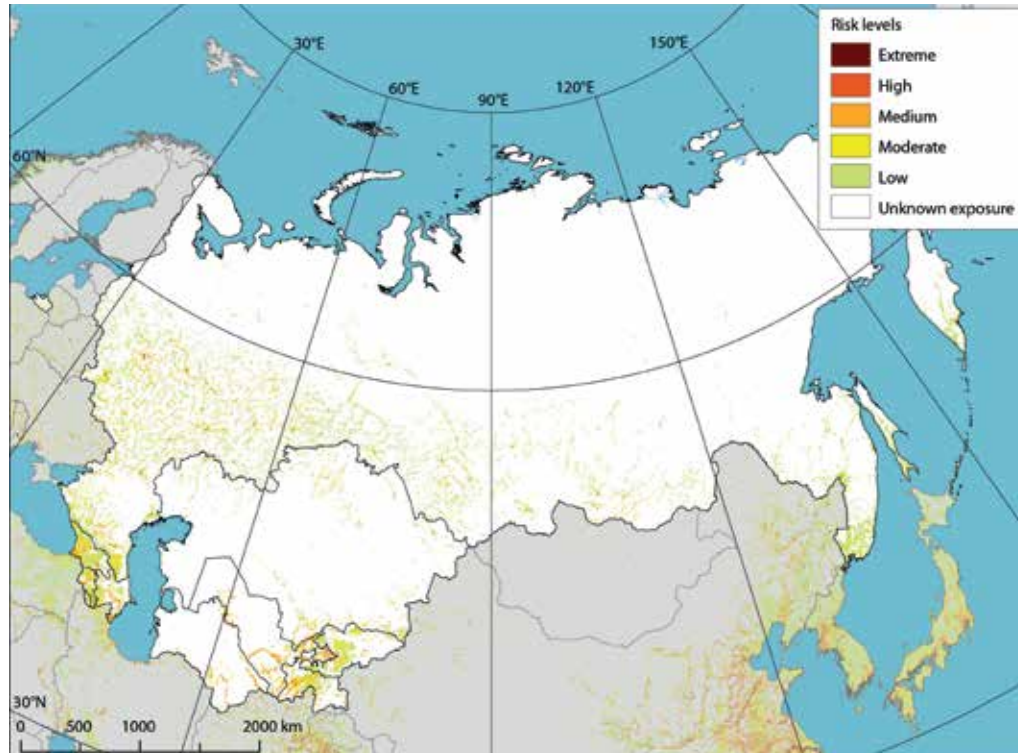 Risk levels
Extreme
High
Medium
Moderate
Low
Unknown exposure
30°E
60°E
90°E
120°E
150°E
60°N
30°N
0 500 1000 2000 km